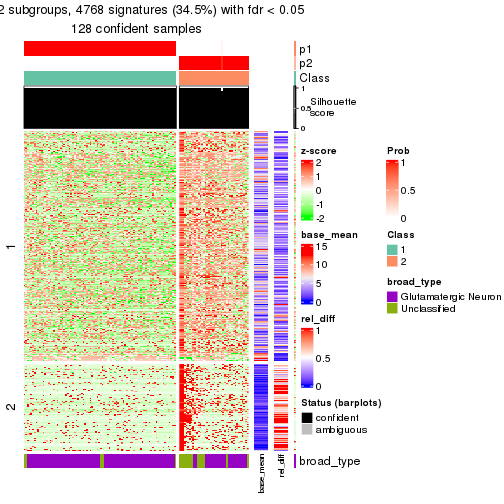 2 subgroups, 4768 signatures (34.5%) with fdr < 0.05
128 confident samples
p1
p2
Class
1
0.5
0
Silhouette
score
1
2
z-score
2
1
0
-1
-2
Prob
1
0.5
0
base_mean
15
10
5
0
Class
1
2
broad_type
Glutamatergic Neuron
Unclassified
rel_diff
1
0.5
0
Status (barplots)
confident
ambiguous
broad_type
base_mean
rel_diff